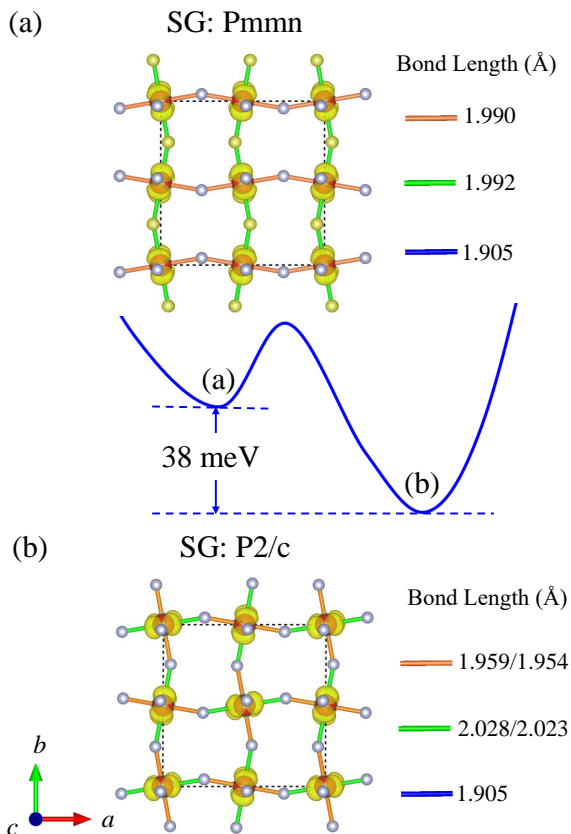 (a) SG: Pmmn
Bond Length (Å)
1.990
1.992
1.905
(a)
38 meV
(b)
(b) SG: P2/c
Bond Length (Å)
1.959/1.954
2.028/2.023
1.905
b
c a